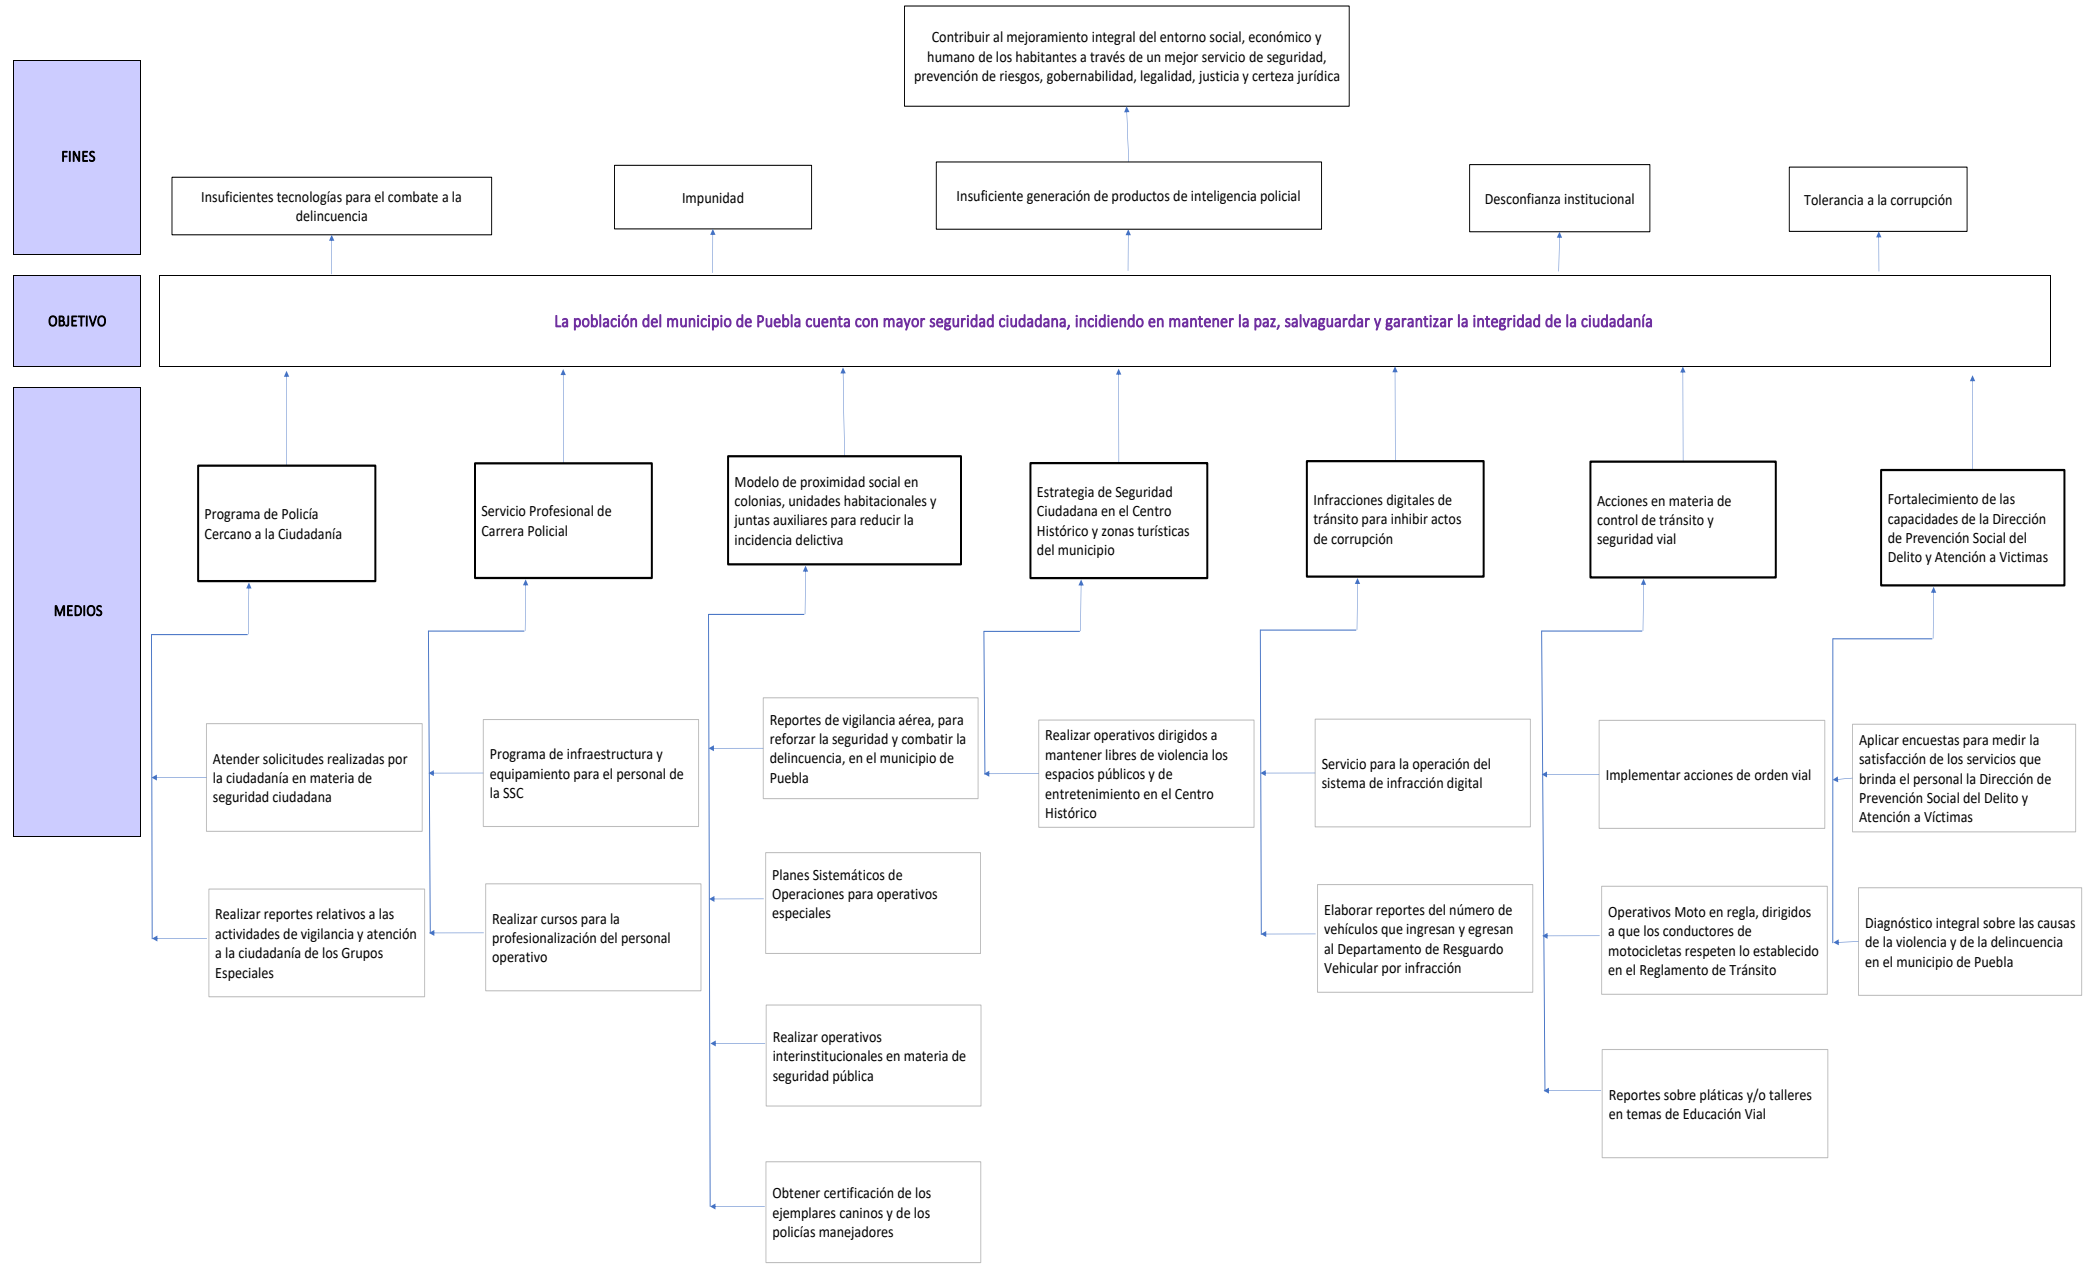 Contribuir al mejoramiento integral del entorno social, económico y
humano de los habitantes a través de un mejor servicio de seguridad,
prevención de riesgos, gobernabilidad, legalidad, justicia y certeza jurídica
FINES
Insuficientes tecnologías para el combate a la
delincuencia
Impunidad
Insuficiente generación de productos de inteligencia policial
Desconfianza institucional
Tolerancia a la corrupción
OBJETIVO
La población del municipio de Puebla cuenta con mayor seguridad ciudadana, incidiendo en mantener la paz, salvaguardar y garantizar la integridad de la ciudadanía
MEDIOS
Programa de Policía
Cercano a la Ciudadanía
Servicio Profesional de
Carrera Policial
Modelo de proximidad social en
colonias, unidades habitacionales y
juntas auxiliares para reducir la
incidencia delictiva
Estrategia de Seguridad
Ciudadana en el Centro
Histórico y zonas turísticas
del municipio
Infracciones digitales de
tránsito para inhibir actos
de corrupción
Acciones en materia de
control de tránsito y
seguridad vial
Fortalecimiento de las
capacidades de la Dirección
de Prevención Social del
Delito y Atención a Victimas
Atender solicitudes realizadas por
la ciudadanía en materia de
seguridad ciudadana
Programa de infraestructura y
equipamiento para el personal de
la SSC
Reportes de vigilancia aérea, para
reforzar la seguridad y combatir la
delincuencia, en el municipio de
Puebla
Realizar operativos dirigidos a
mantener libres de violencia los
espacios públicos y de
entretenimiento en el Centro
Histórico
Servicio para la operación del
sistema de infracción digital
Implementar acciones de orden vial
Aplicar encuestas para medir la
satisfacción de los servicios que
brinda el personal la Dirección de
Prevención Social del Delito y
Atención a Víctimas
Realizar reportes relativos a las
actividades de vigilancia y atención
a la ciudadanía de los Grupos
Especiales
Realizar cursos para la
profesionalización del personal
operativo
Planes Sistemáticos de
Operaciones para operativos
especiales
Elaborar reportes del número de
vehículos que ingresan y egresan
al Departamento de Resguardo
Vehicular por infracción
Operativos Moto en regla, dirigidos
a que los conductores de
motocicletas respeten lo establecido
en el Reglamento de Tránsito
Diagnóstico integral sobre las causas
de la violencia y de la delincuencia
en el municipio de Puebla
Realizar operativos
interinstitucionales en materia de
seguridad pública
Reportes sobre pláticas y/o talleres
en temas de Educación Vial
Obtener certificación de los
ejemplares caninos y de los
policías manejadores